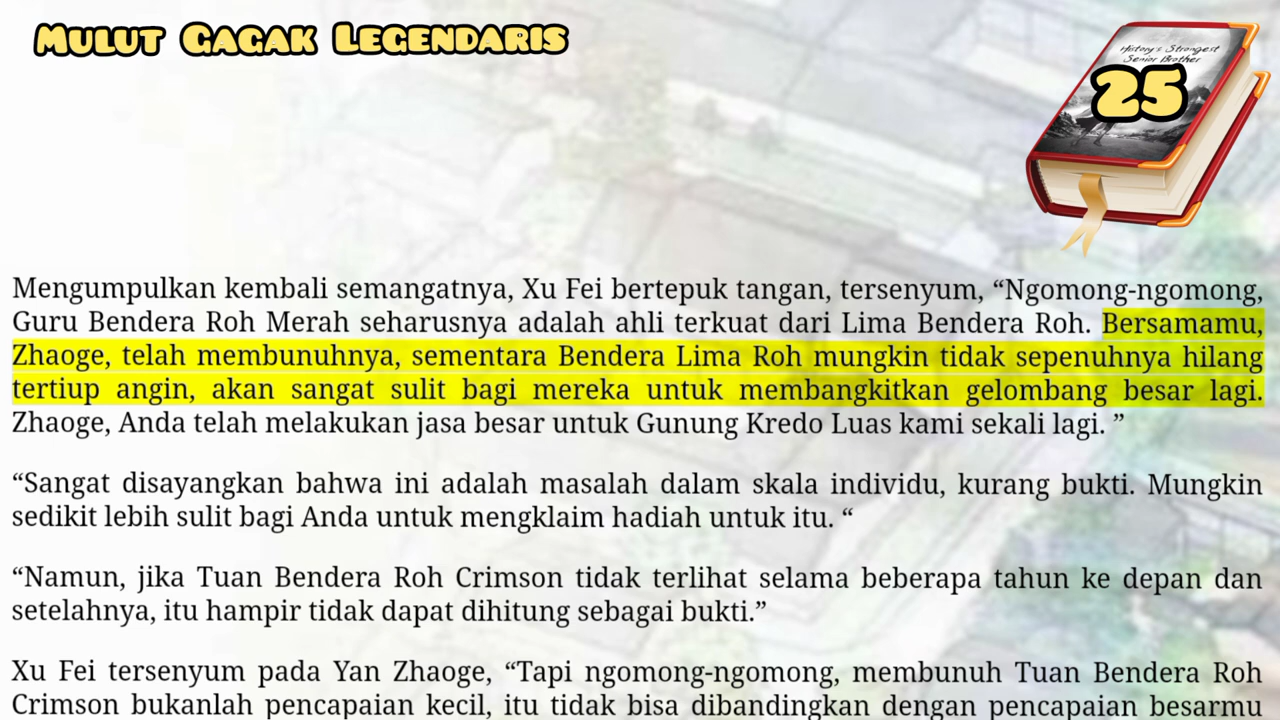 Mulut Gagak Legendaris
History's Strongest
Senior Brother
25
Mengumpulkan kembali semangatnya, Xu Fei bertepuk tangan, tersenyum, “Ngomong-ngomong,
Guru Bendera Roh Merah seharusnya adalah ahli terkuat dari Lima Bendera Roh. Bersamamu,
Zhaoge, telah membunuhnya, sementara Bendera Lima Roh mungkin tidak sepenuhnya hilang
tertiup angin, akan sangat sulit bagi mereka untuk membangkitkan gelombang besar lagi.
Zhaoge, Anda telah melakukan jasa besar untuk Gunung Kredo Luas kami sekali lagi. ”
“Sangat disayangkan bahwa ini adalah masalah dalam skala individu, kurang bukti. Mungkin
sedikit lebih sulit bagi Anda untuk mengklaim hadiah untuk itu. “
“Namun, jika Tuan Bendera Roh Crimson tidak terlihat selama beberapa tahun ke depan dan
setelahnya, itu hampir tidak dapat dihitung sebagai bukti.”
Xu Fei tersenyum pada Yan Zhaoge, “Tapi ngomong-ngomong, membunuh Tuan Bendera Roh
Crimson bukanlah pencapaian kecil, itu tidak bisa dibandingkan dengan pencapaian besarmu